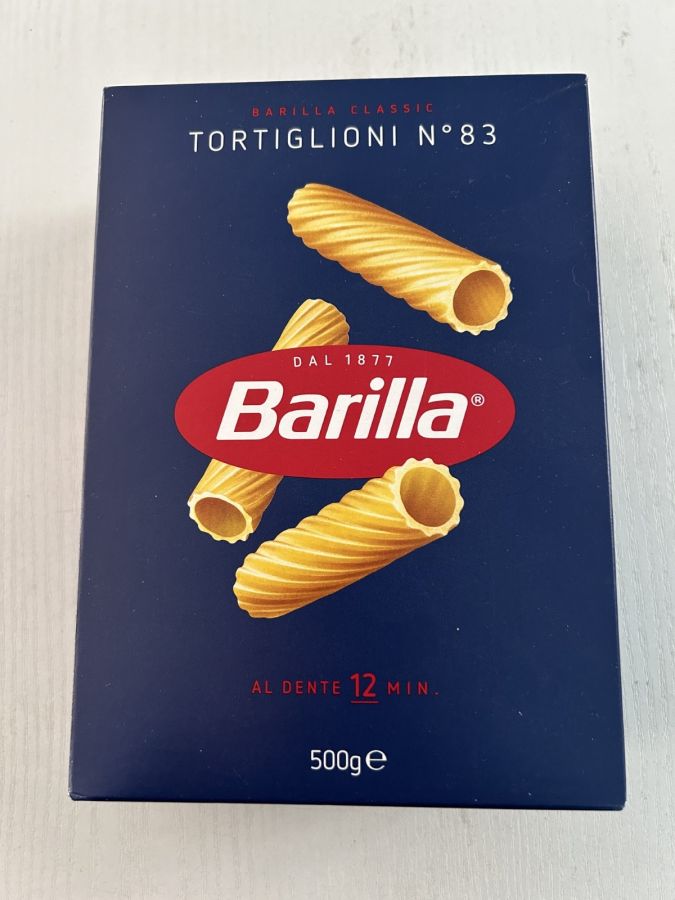 BARILLA CLASSIC
TORTIGLIONI N°83
DAL 1877
Barilla®
AL DENTE 12 MIN.
500g ℮